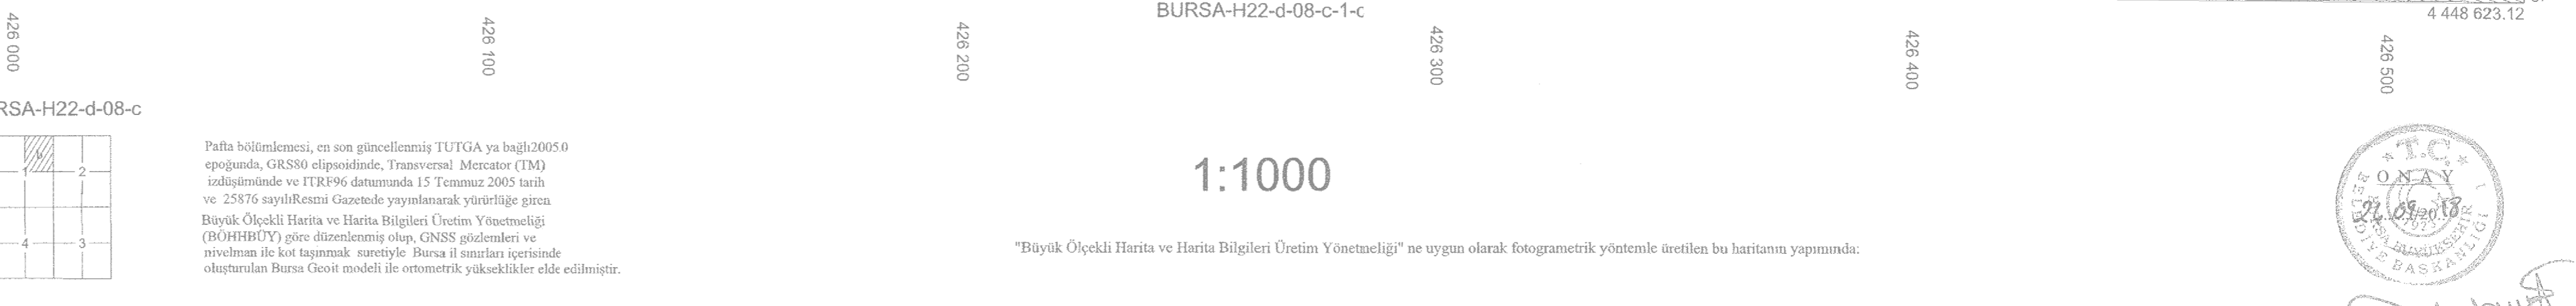 BURSA-H22-d-08-c-1-c
4 448 623.12
426 000
426 100
426 200
426 300
426 400
426 500
RSA-H22-d-08-c
b
1
2
4
3
Pafta bölümlemesi, en son güncellenmiş TUTGA ya bağlı2005.0
epoğunda, GRS80 elipsoidinde, Transversal Mercator (TM)
izdüşümünde ve ITRF96 datumunda 15 Temmuz 2005 tarih
ve 25876 sayılıResmi Gazetede yayınlanarak yürürlüğe giren
Büyük Ölçekli Harita ve Harita Bilgileri Üretim Yönetmeliği
(BÖHHBÜY) göre düzenlenmiş olup, GNSS gözlemleri ve
nivelman ile kot taşınmak suretiyle Bursa il sınırları içerisinde
oluşturulan Bursa Geoit modeli ile ortometrik yükseklikler elde edilmiştir.
1:1000
"Büyük Ölçekli Harita ve Harita Bilgileri Üretim Yönetmeliği" ne uygun olarak fotogrametrik yöntemle üretilen bu haritanın yapımında:
T.C.
ONAY
09/2018
BURSA BÜYÜKŞEHİR
BELEDİYE BAŞKANLIĞI